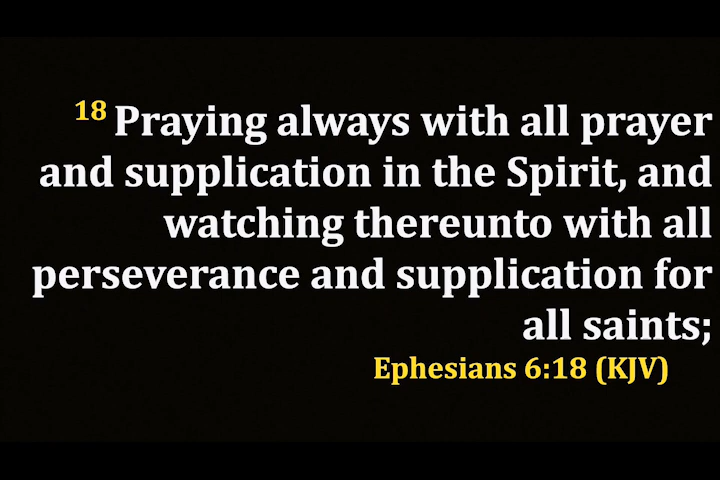 18 Praying always with all prayer
and supplication in the Spirit, and
watching thereunto with all
perseverance and supplication for
all saints;
Ephesians 6:18 (KJV)